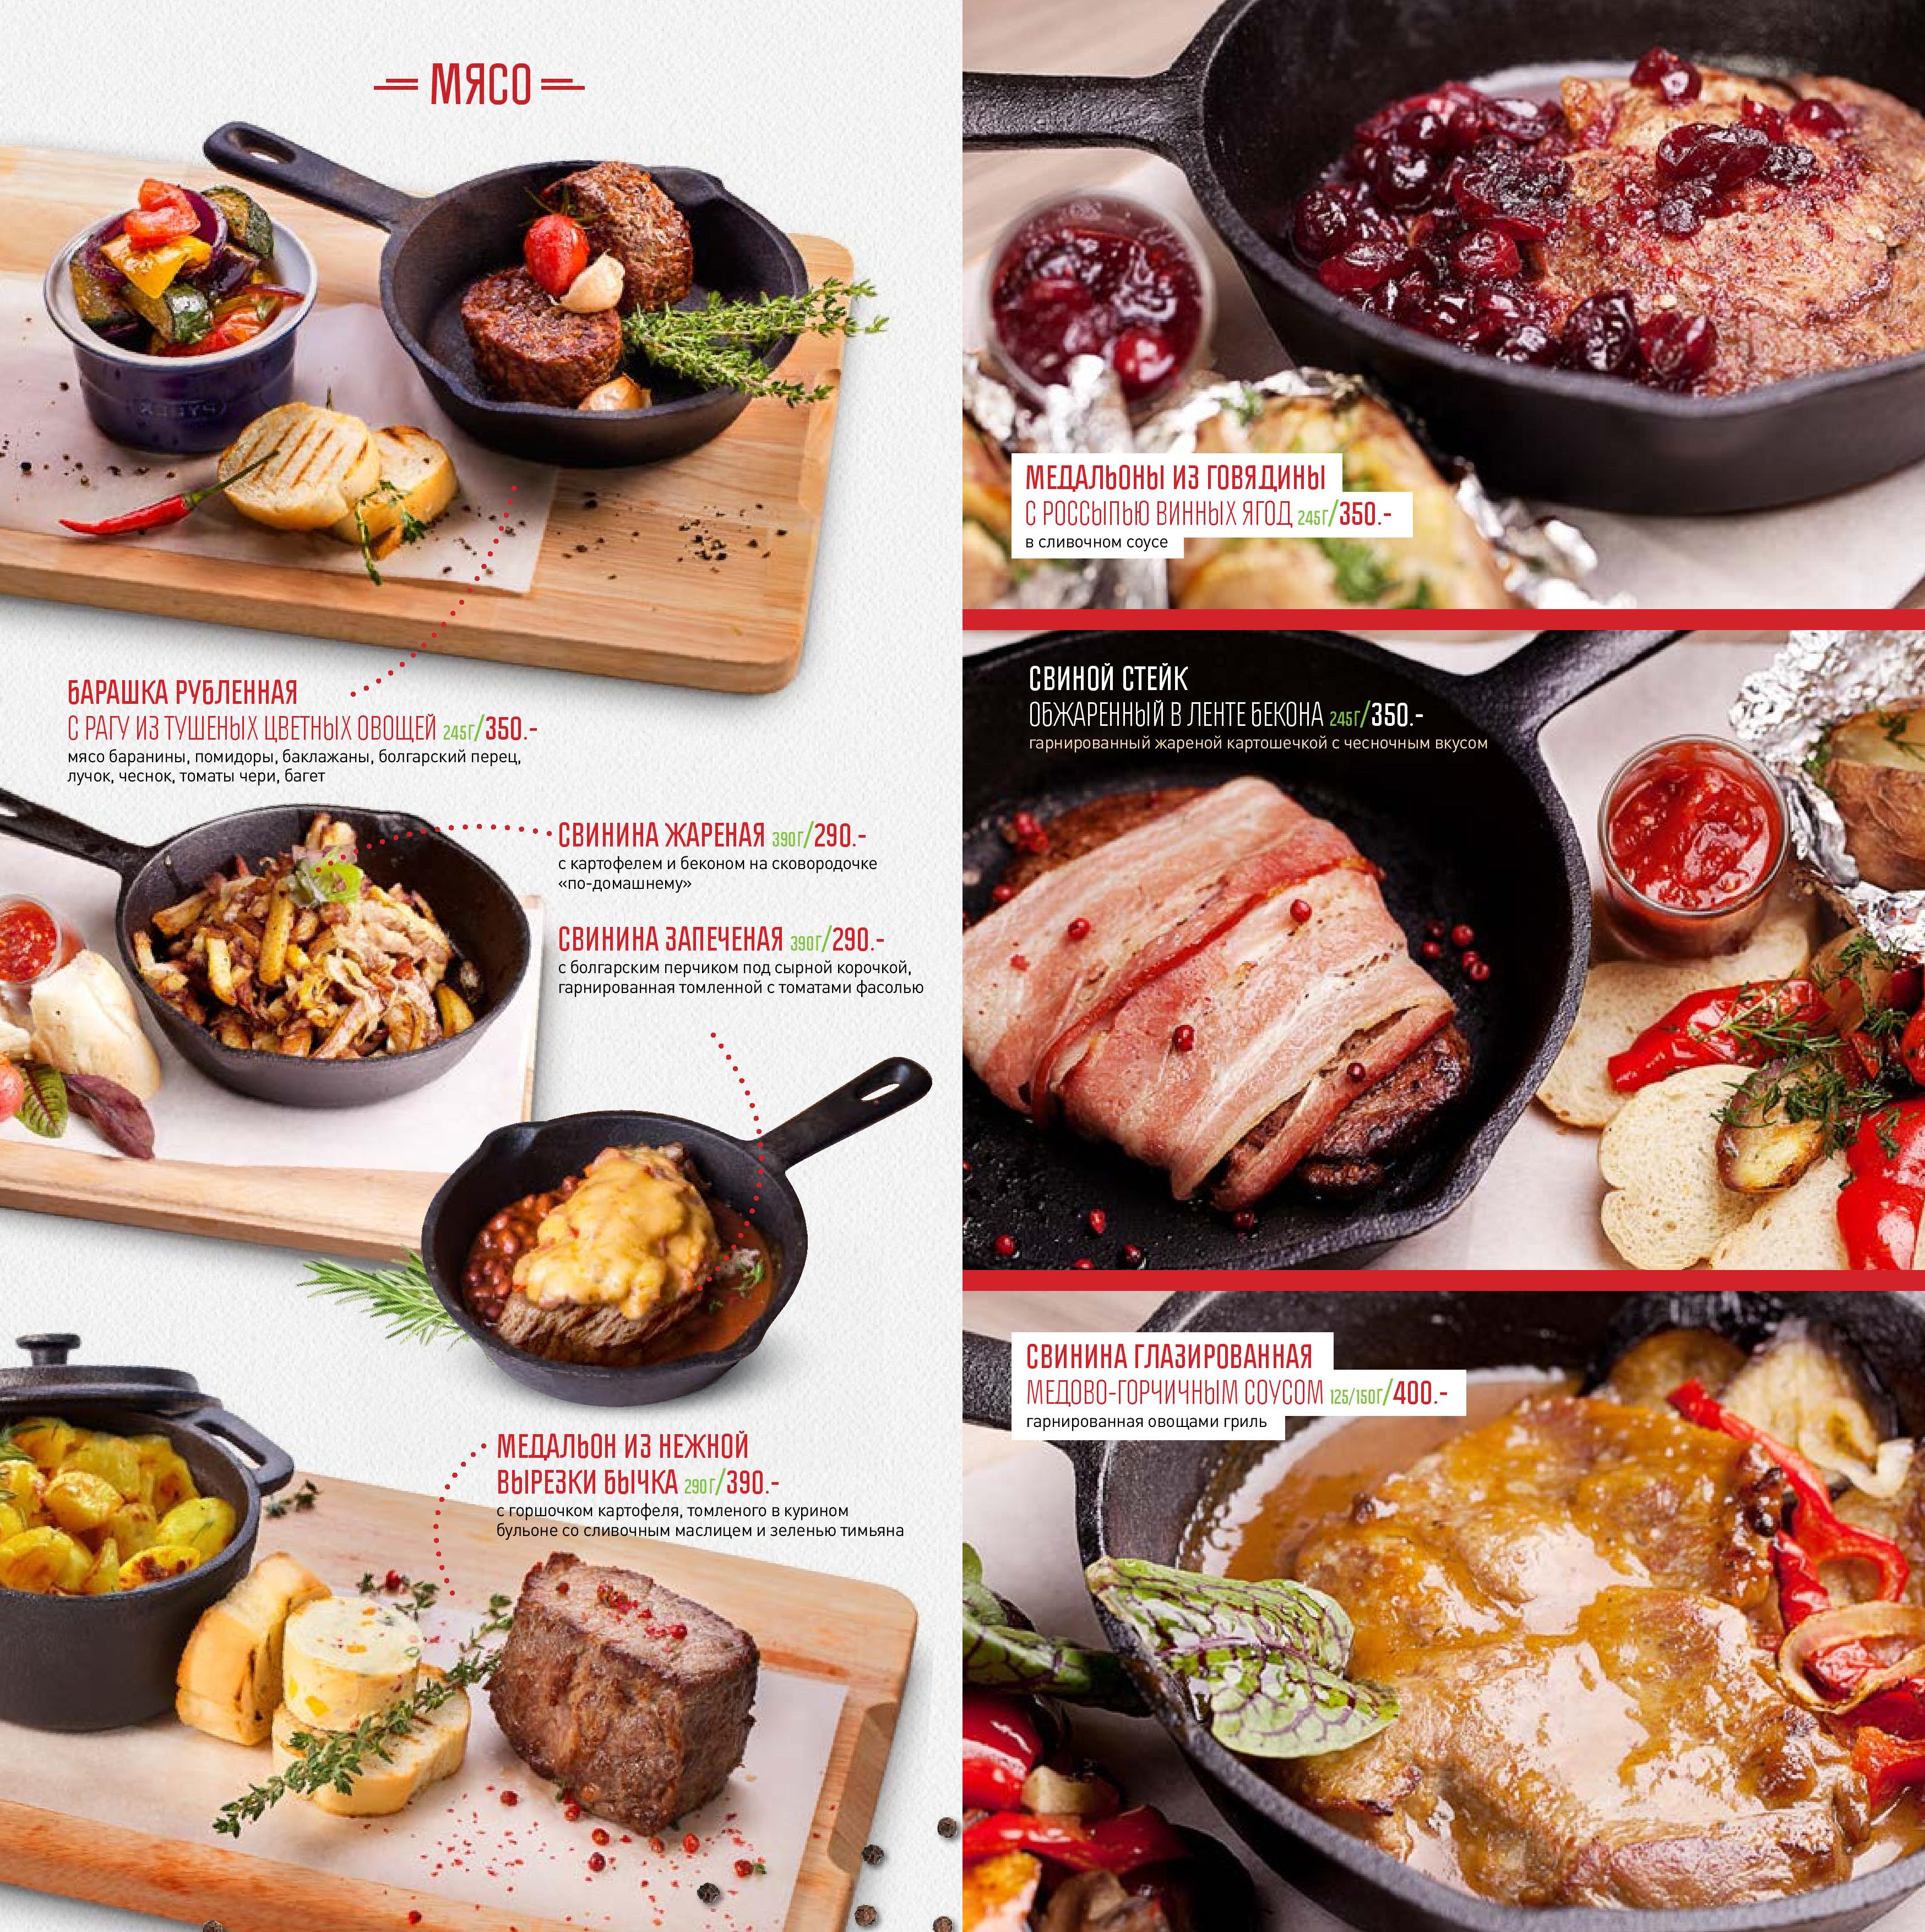 МЯСО
БАРАШКА РУБЛЕННАЯ
С РАГУ ИЗ ТУШЕНЫХ ЦВЕТНЫХ ОВОЩЕЙ 245Г/350.-
мясо баранины, помидоры, баклажаны, болгарский перец,
лучок, чеснок, томаты чери, багет
СВИНИНА ЖАРЕНАЯ 390Г/290.-
с картофелем и беконом на сковородочке
«по-домашнему»
СВИНИНА ЗАПЕЧЕНАЯ 390Г/290.-
с болгарским перчиком под сырной корочкой,
гарнированная томленной с томатами фасолью
МЕДАЛЬОН ИЗ НЕЖНОЙ
ВЫРЕЗКИ БЫЧКА 290Г/390.-
с горшочком картофеля, томленого в курином
бульоне со сливочным маслицем и зеленью тимьяна
МЕДАЛЬОНЫ ИЗ ГОВЯДИНЫ
С РОССЫПЬЮ ВИННЫХ ЯГОД 245Г/350.-
в сливочном соусе
СВИНОЙ СТЕЙК
ОБЖАРЕННЫЙ В ЛЕНТЕ БЕКОНА 245Г/350.-
гарнированный жареной картошечкой с чесночным вкусом
СВИНИНА ГЛАЗИРОВАННАЯ
МЕДОВО-ГОРЧИЧНЫМ СОУСОМ 125/150Г/400.-
гарнированная овощами гриль